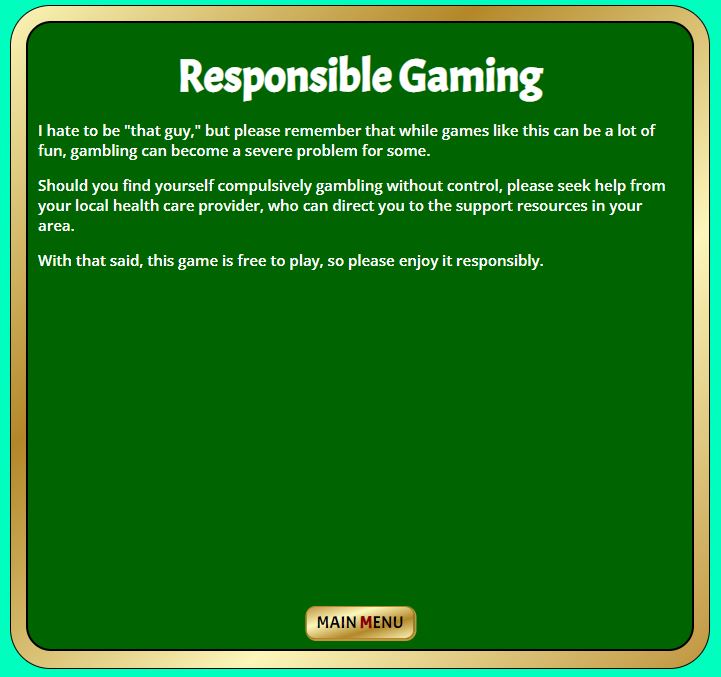 Responsible Gaming
I hate to be "that guy," but please remember that while games like this can be a lot of
fun, gambling can become a severe problem for some.
Should you find yourself compulsively gambling without control, please seek help from
your local health care provider, who can direct you to the support resources in your
area.
With that said, this game is free to play, so please enjoy it responsibly.
MAIN MENU